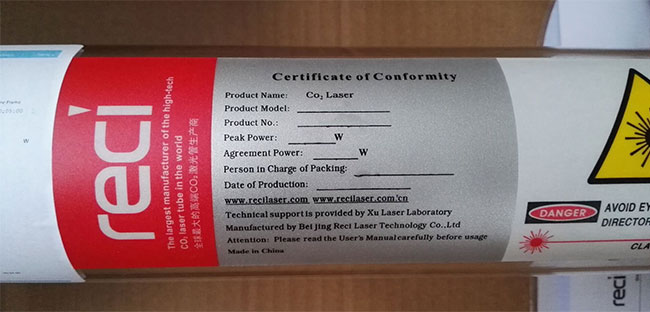 reci
The largest manufacturer of the high-tech
CO₂ laser tube in the world
全球最大的高端CO₂激光管生产商
Certificate of Conformity
Product Name: Co₂ Laser
Product Model:
Product No.:
Peak Power: W
Agreement Power: W
Person in Charge of Packing:
Date of Production:
www.recilaser.com www.recilaser.com/cn
Technical support is provided by Xu Laser Laboratory
Manufactured by Beijing Reci Laser Technology Co.,Ltd
Attention: Please read the User's Manual carefully before usage
Made in China
DANGER
AVOID
W
reci